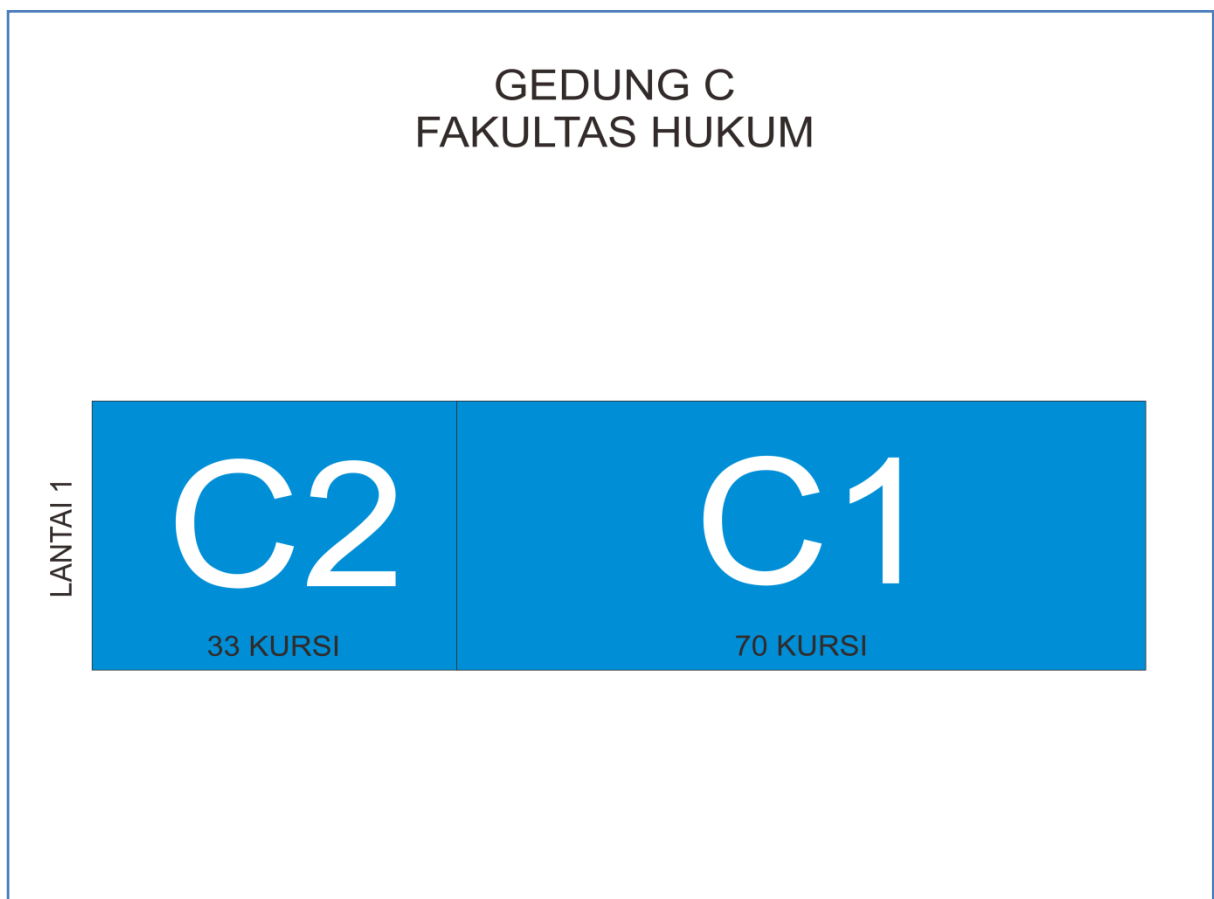 GEDUNG C
FAKULTAS HUKUM
LANTAI 1
C2
33 KURSI
C1
70 KURSI